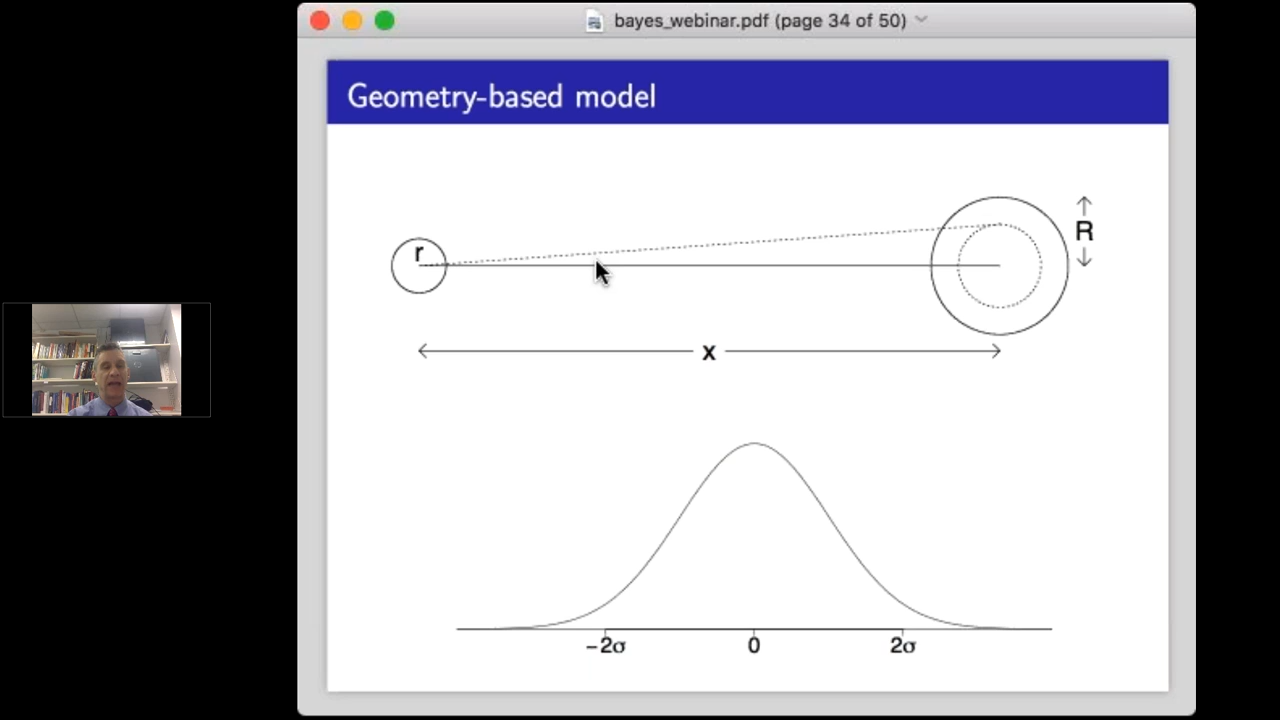 bayes_webinar.pdf (page 34 of 50)
Geometry-based model
r
R
x
−2σ 0 2σ